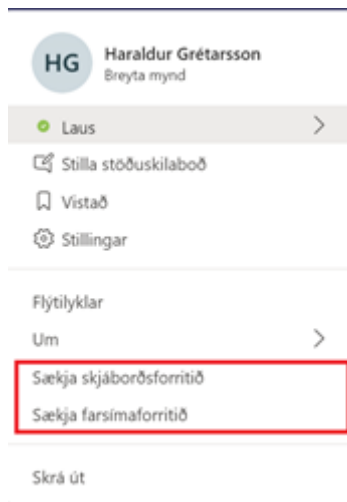 HG
Haraldur Grétarsson
Breyta mynd
Laus
Stilla stöðuskilaboð
Vistað
Stillingar
Flýtilyklar
Um
Sækja skjáborðsforritið
Sækja farsímaforritið
Skrá út